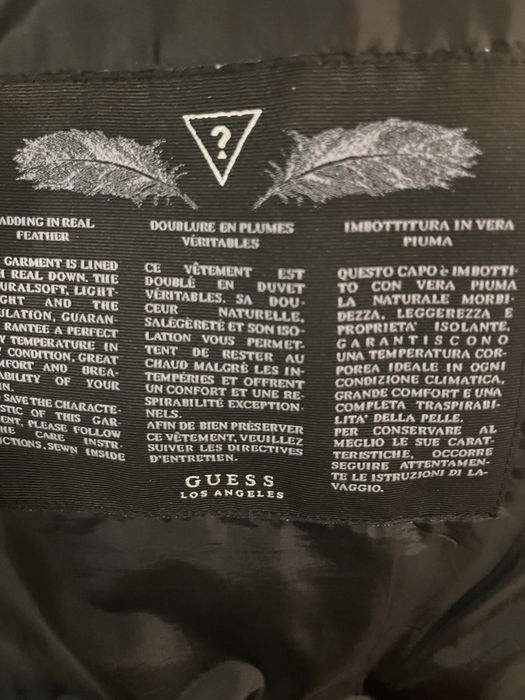 ?
ADDING IN REAL
FEATHER
GARMENT IS LINED
REAL DOWN. THE
URALSOFT, LIGHT-
GHT AND THE
ULATION, GUARAN-
RANTEE A PERFECT
Y TEMPERATURE IN
CONDITION, GREAT
MFORT AND BREA-
ABILITY OF YOUR
IN.
SAVE THE CHARACTE-
STIC OF THIS GAR-
ENT, PLEASE FOLLOW
HE CARE INSTR-
UCTIONS, SEWN INSIDE
DOUBLURE EN PLUMES
VÉRITABLES
CE VÊTEMENT EST
DOUBLÉ EN DUVET
VÉRITABLES. SA DOU-
CEUR NATURELLE,
SALÉGÈRETÉ ET SON ISO-
LATION VOUS PERMET-
TENT DE RESTER AU
CHAUD MALGRÉ LES IN-
TEMPÉRIES ET OFFRENT
UN CONFORT ET UNE RE-
SPIRABILITÉ EXCEPTION-
NELS.
AFIN DE BIEN PRÉSERVER
CE VÊTEMENT, VEUILLEZ
SUIVER LES DIRECTIVES
D'ENTRETIEN.
IMBOTTITURA IN VERA
PIUMA
QUESTO CAPO è IMBOTTI-
TO CON VERA PIUMA
LA NATURALE MORBI-
DEZZA, LEGGEREZZA E
PROPRIETA' ISOLANTE,
GARANTISCONO
UNA TEMPERATURA COR-
POREA IDEALE IN OGNI
CONDIZIONE CLIMATICA,
GRANDE COMFORT E UNA
COMPLETA TRASPIRABI-
LITA' DELLA PELLE.
PER CONSERVARE AL
MEGLIO LE SUE CARAT-
TERISTICHE, OCCORRE
SEGUIRE ATTENTAMEN-
TE LE ISTRUZIONI DI LA-
VAGGIO.
GUESS
LOS ANGELES